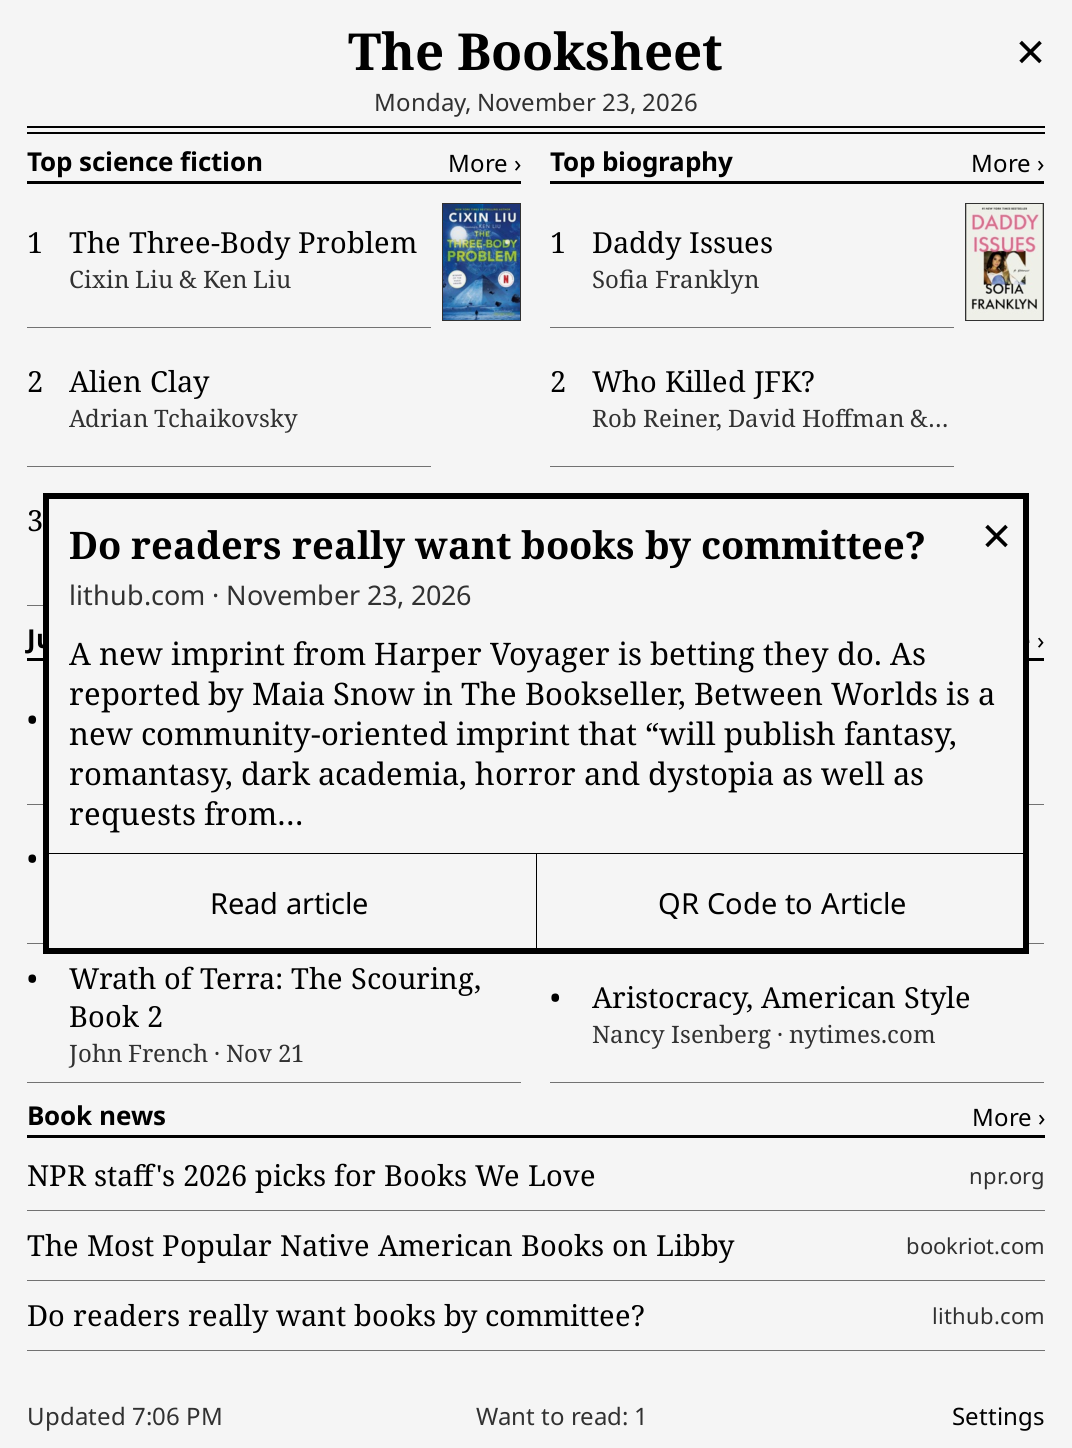 The Booksheet
Monday, November 23, 2026
Top science fiction
More ›
1 The Three-Body Problem
Cixin Liu & Ken Liu
CIXIN LIU
THE
THREE-BODY
PROBLEM
2 Alien Clay
Adrian Tchaikovsky
3
Top biography
More ›
1 Daddy Issues
Sofia Franklyn
DADDY
ISSUES
SOFIA
FRANKLYN
2 Who Killed JFK?
Rob Reiner, David Hoffman &…
Do readers really want books by committee?
lithub.com · November 23, 2026
A new imprint from Harper Voyager is betting they do. As
reported by Maia Snow in The Bookseller, Between Worlds is a
new community-oriented imprint that “will publish fantasy,
romantasy, dark academia, horror and dystopia as well as
requests from…
Read article
QR Code to Article
• Wrath of Terra: The Scouring,
Book 2
John French · Nov 21
• Aristocracy, American Style
Nancy Isenberg · nytimes.com
Book news
More ›
NPR staff's 2026 picks for Books We Love
npr.org
The Most Popular Native American Books on Libby
bookriot.com
Do readers really want books by committee?
lithub.com
Updated 7:06 PM
Want to read: 1
Settings